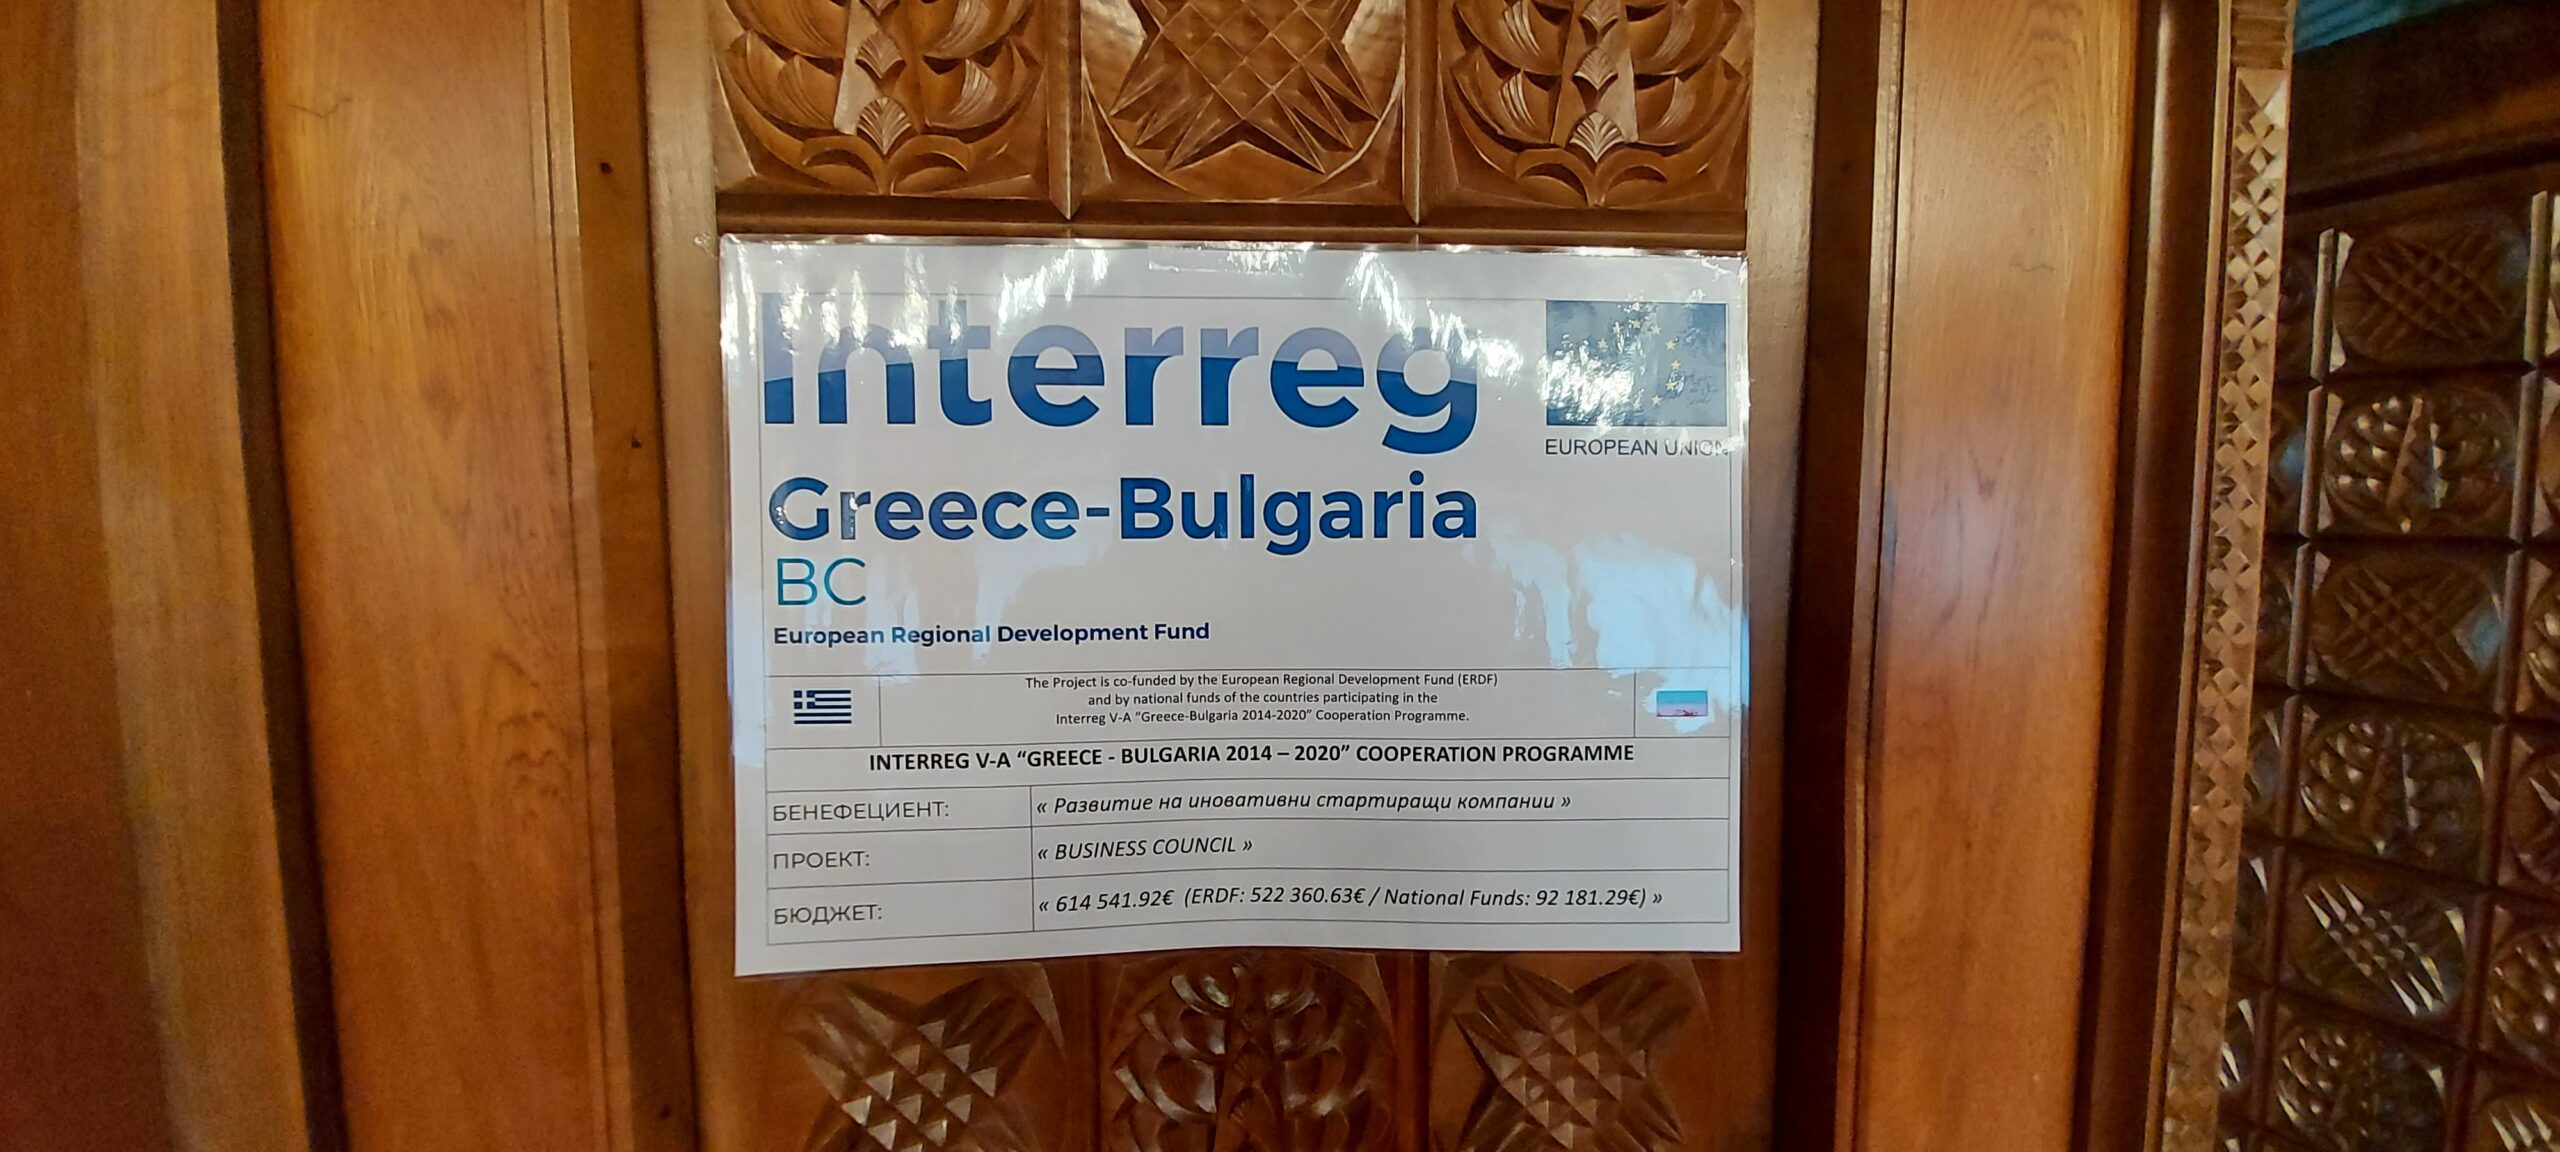 Interreg
EUROPEAN UNION
Greece-Bulgaria
BC
European Regional Development Fund
The Project is co-funded by the European Regional Development Fund (ERDF)
and by national funds of the countries participating in the
Interreg V-A “Greece-Bulgaria 2014-2020” Cooperation Programme.
INTERREG V-A “GREECE - BULGARIA 2014 – 2020” COOPERATION PROGRAMME
БЕНЕФЕЦИЕНТ: « Развитие на иновативни стартиращи компании »
ПРОЕКТ: « BUSINESS COUNCIL »
БЮДЖЕТ: « 614 541.92€ (ERDF: 522 360.63€ / National Funds: 92 181.29€) »